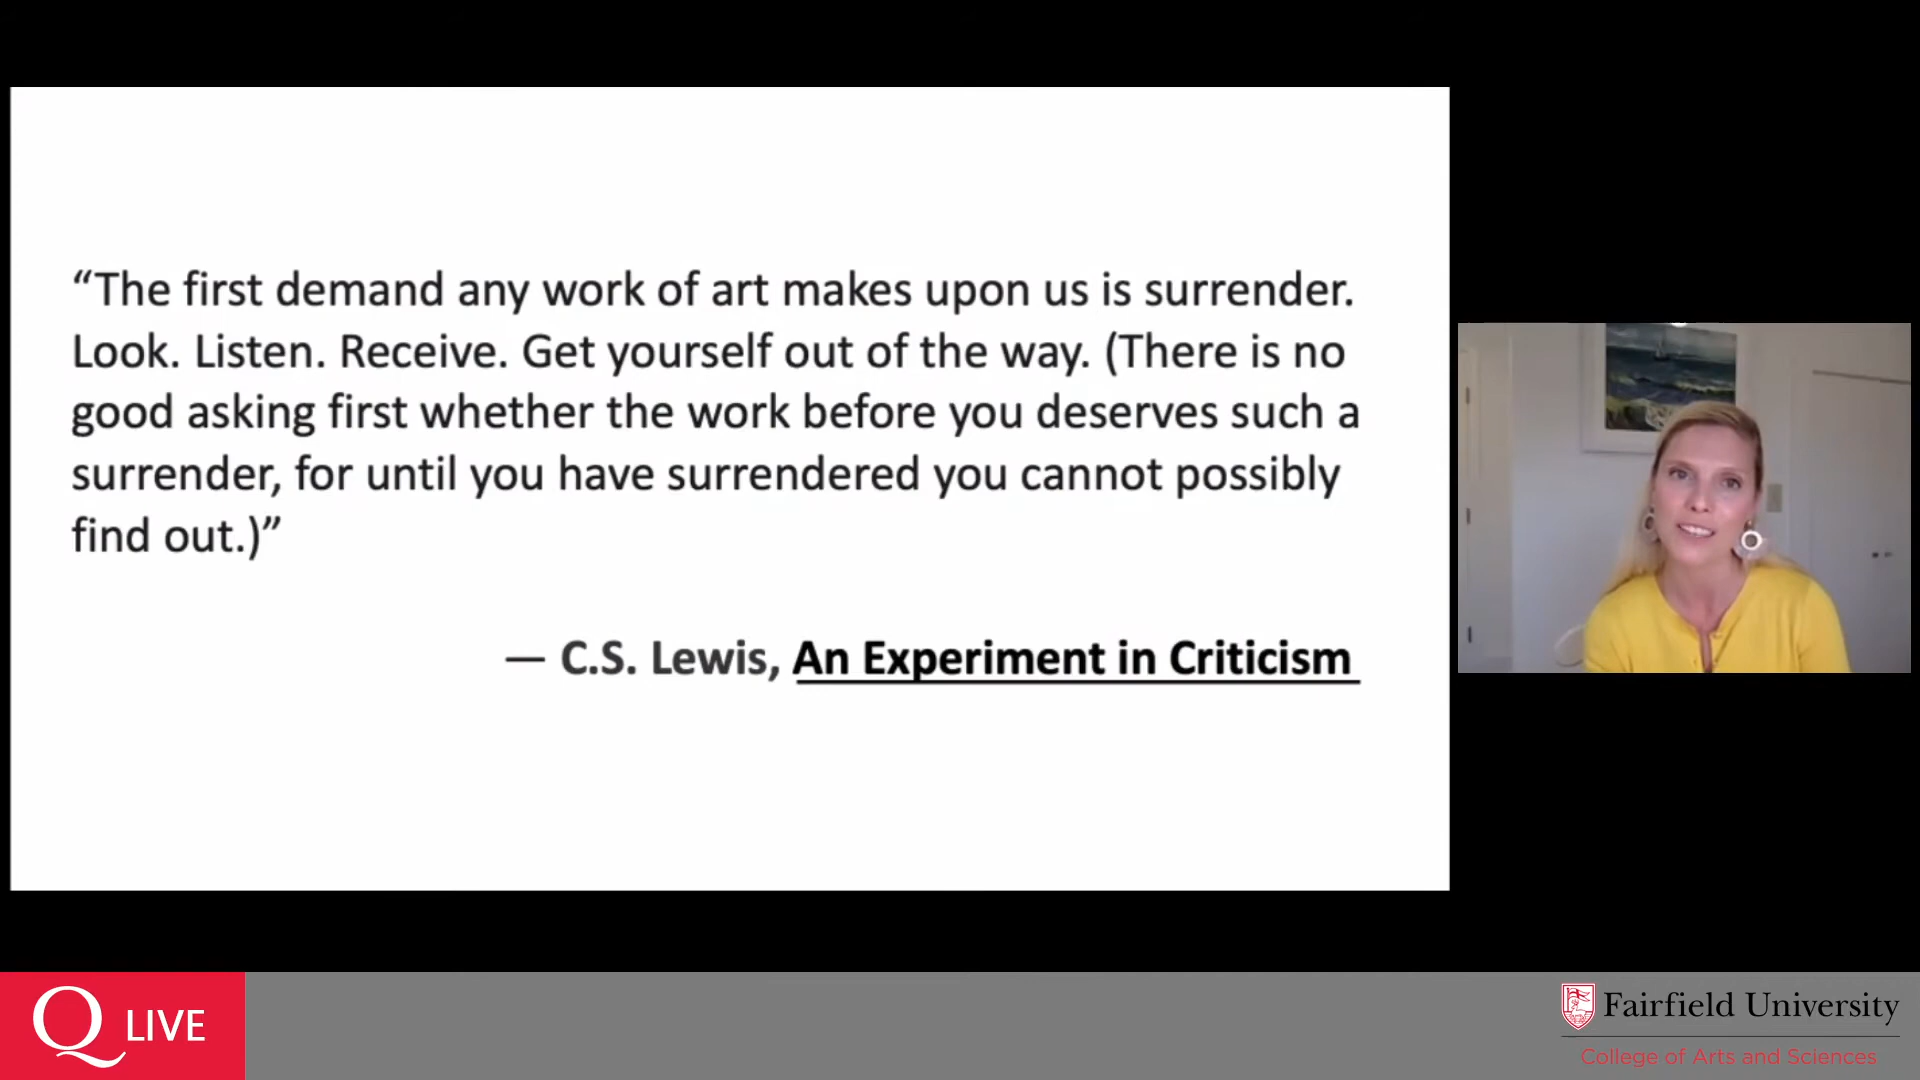 “The first demand any work of art makes upon us is surrender.
Look. Listen. Receive. Get yourself out of the way. (There is no
good asking first whether the work before you deserves such a
surrender, for until you have surrendered you cannot possibly
find out.)”
— C.S. Lewis, An Experiment in Criticism
Q LIVE
Fairfield University
College of Arts and Sciences